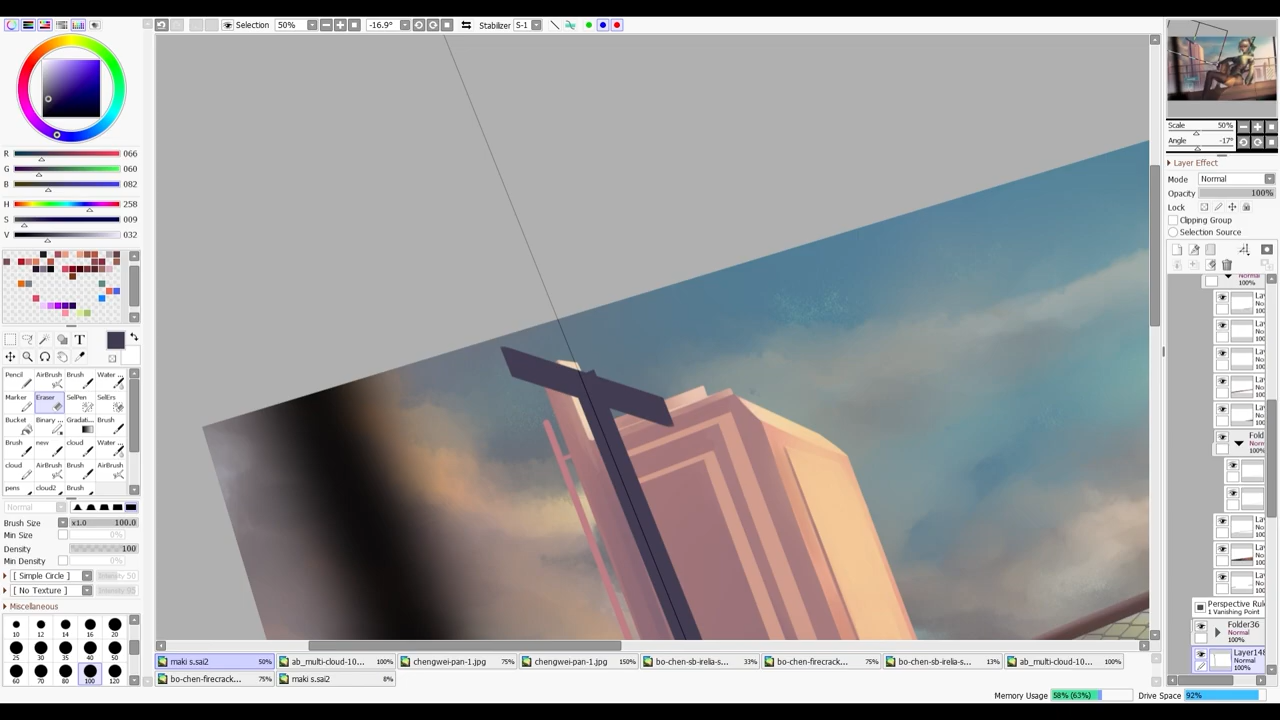 Selection 50% -16.9° Stabilizer S-1
R 066
G 060
B 082
H 258
S 009
V 032
T
Pencil AirBrush Brush Water ...
Marker Eraser SelPen SelErs
Bucket Binary ... Gradati... Brush
Brush new cloud Water ...
cloud AirBrush Brush AirBrush
pens cloud2 Brush
Normal
Brush Size x1.0 100.0
Min Size 0%
Density 100
Min Density 0%
[ Simple Circle ] Intensity 50
[ No Texture ] Intensity 95
Miscellaneous
10 12 14 16 20
25 30 35 40 50
60 70 80 100 120
Scale 50%
Angle -17°
Layer Effect
Mode Normal
Opacity 100%
Lock
Clipping Group
Selection Source
Normal
100%
Perspective Rul
1 Vanishing Point
Folder36
Normal
100%
Layer148
Normal
100%
maki s.sai2 50% ab_multi-cloud-10... 100% chengwei-pan-1.jpg 75% chengwei-pan-1.jpg 150% bo-chen-sb-irelia-s... 33% bo-chen-firecrack... 75% bo-chen-sb-irelia-s... 13% ab_multi-cloud-10... 100%
bo-chen-firecrack... 75% maki s.sai2 8%
Memory Usage 58% (63%) Drive Space 92%